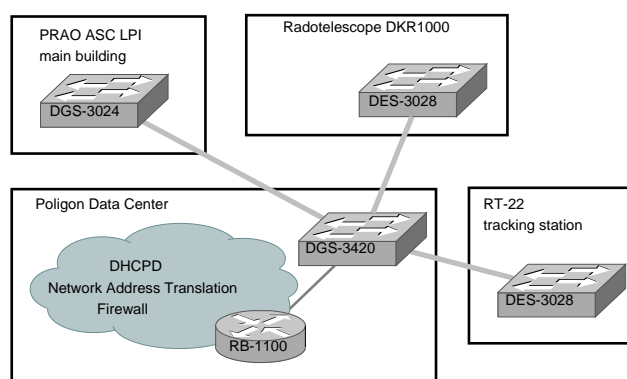 PRAO ASC LPI
main building
DGS-3024
Radotelescope DKR1000
DES-3028
Poligon Data Center
DGS-3420
DHCPD
Network Address Translation
Firewall
RB-1100
RT-22
tracking station
DES-3028